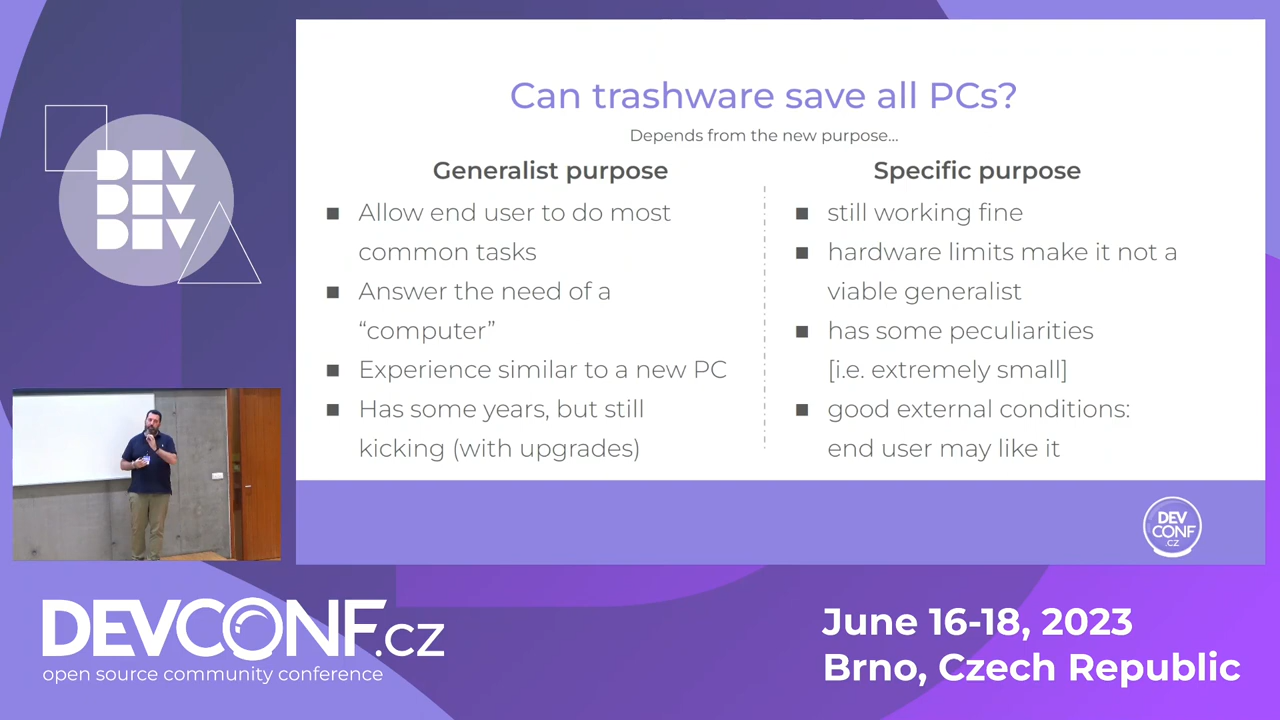 DEV
DEV
DEV
Can trashware save all PCs?
Depends from the new purpose...
Generalist purpose
■ Allow end user to do most
common tasks
■ Answer the need of a
“computer”
■ Experience similar to a new PC
■ Has some years, but still
kicking (with upgrades)
Specific purpose
■ still working fine
■ hardware limits make it not a
viable generalist
■ has some peculiarities
[i.e. extremely small]
■ good external conditions:
end user may like it
DEV
CONF
.CZ
DEVCONF.cz
open source community conference
June 16-18, 2023
Brno, Czech Republic